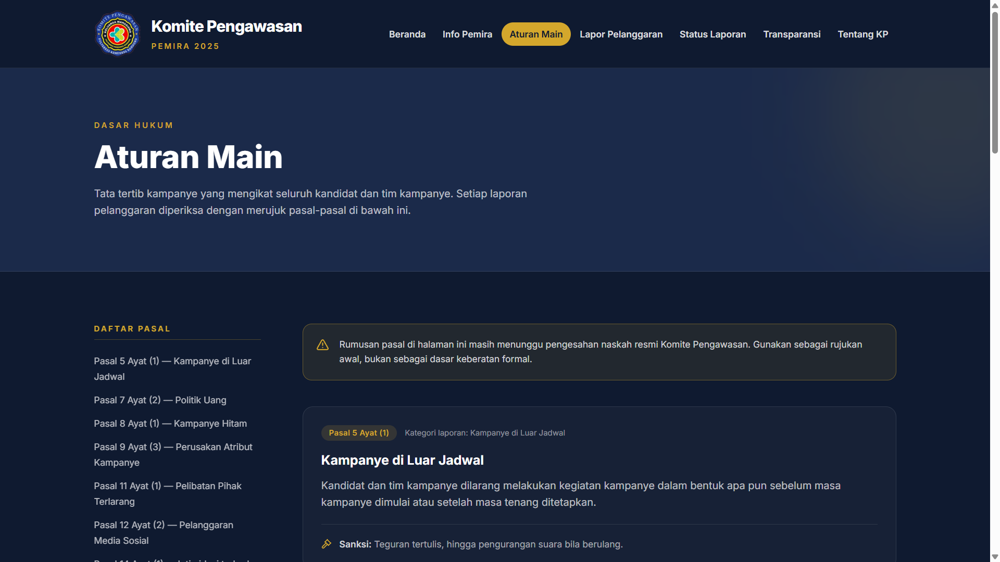 KOMITE PENGAWASAN
KELUARGA MAHASISWA
POLTEKKES KEMENKES BANDUNG
Komite Pengawasan
PEMIRA 2025
Beranda
Info Pemira
Aturan Main
Lapor Pelanggaran
Status Laporan
Transparansi
Tentang KP
DASAR HUKUM
Aturan Main
Tata tertib kampanye yang mengikat seluruh kandidat dan tim kampanye. Setiap laporan
pelanggaran diperiksa dengan merujuk pasal-pasal di bawah ini.
DAFTAR PASAL
Pasal 5 Ayat (1) — Kampanye di Luar
Jadwal
Pasal 7 Ayat (2) — Politik Uang
Pasal 8 Ayat (1) — Kampanye Hitam
Pasal 9 Ayat (3) — Perusakan Atribut
Kampanye
Pasal 11 Ayat (1) — Pelibatan Pihak
Terlarang
Pasal 12 Ayat (2) — Pelanggaran
Media Sosial
Rumusan pasal di halaman ini masih menunggu pengesahan naskah resmi Komite Pengawasan. Gunakan sebagai rujukan
awal, bukan sebagai dasar keberatan formal.
Pasal 5 Ayat (1)
Kategori laporan: Kampanye di Luar Jadwal
Kampanye di Luar Jadwal
Kandidat dan tim kampanye dilarang melakukan kegiatan kampanye dalam bentuk apa pun sebelum masa
kampanye dimulai atau setelah masa tenang ditetapkan.
Sanksi: Teguran tertulis, hingga pengurangan suara bila berulang.